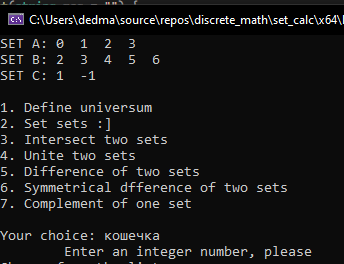 C:\Users\dedma\source\repos\discrete_math\set_calc\x64\
SET A: 0 1 2 3
SET B: 2 3 4 5 6
SET C: 1 -1
1. Define universum
2. Set sets :]
3. Intersect two sets
4. Unite two sets
5. Difference of two sets
6. Symmetrical dfference of two sets
7. Complement of one set
Your choice: кошечка
Enter an integer number, please